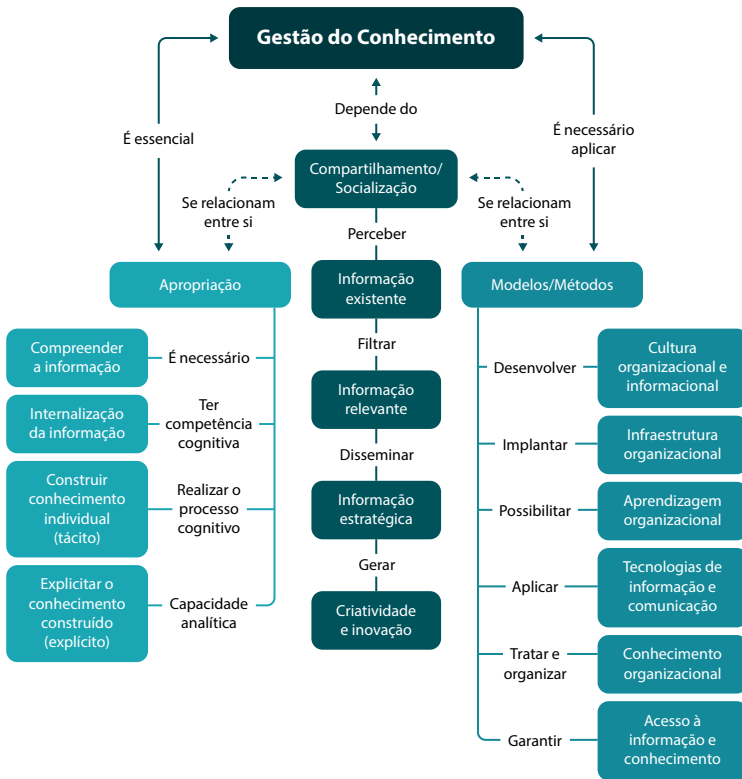 Gestão do Conhecimento
Depende do
É essencial
É necessário
aplicar
Compartilhamento/
Socialização
Se relacionam
entre si
Se relacionam
entre si
Perceber
Apropriação
Informação
existente
Modelos/Métodos
Filtrar
Compreender
a informação
É necessário
Internalização
da informação
Ter
competência
cognitiva
Construir
conhecimento
individual
(tácito)
Realizar o
processo
cognitivo
Explicitar o
conhecimento
construído
(explícito)
Capacidade
analítica
Informação
relevante
Disseminar
Informação
estratégica
Gerar
Criatividade
e inovação
Desenvolver
Cultura
organizacional e
informacional
Implantar
Infraestrutura
organizacional
Possibilitar
Aprendizagem
organizacional
Aplicar
Tecnologias de
informação e
comunicação
Tratar e
organizar
Conhecimento
organizacional
Garantir
Acesso à
informação e
conhecimento